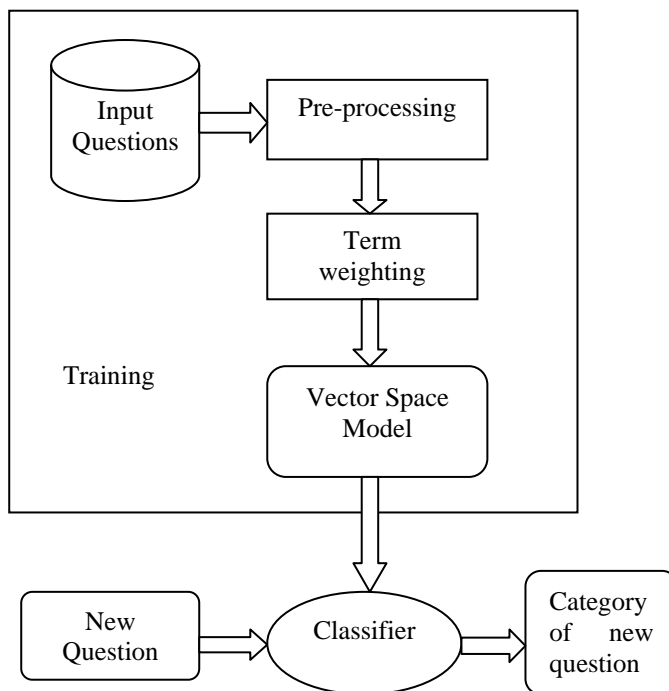 Input
Questions
Pre-processing
Term
weighting
Training
Vector Space
Model
New
Question
Classifier
Category
of new
question